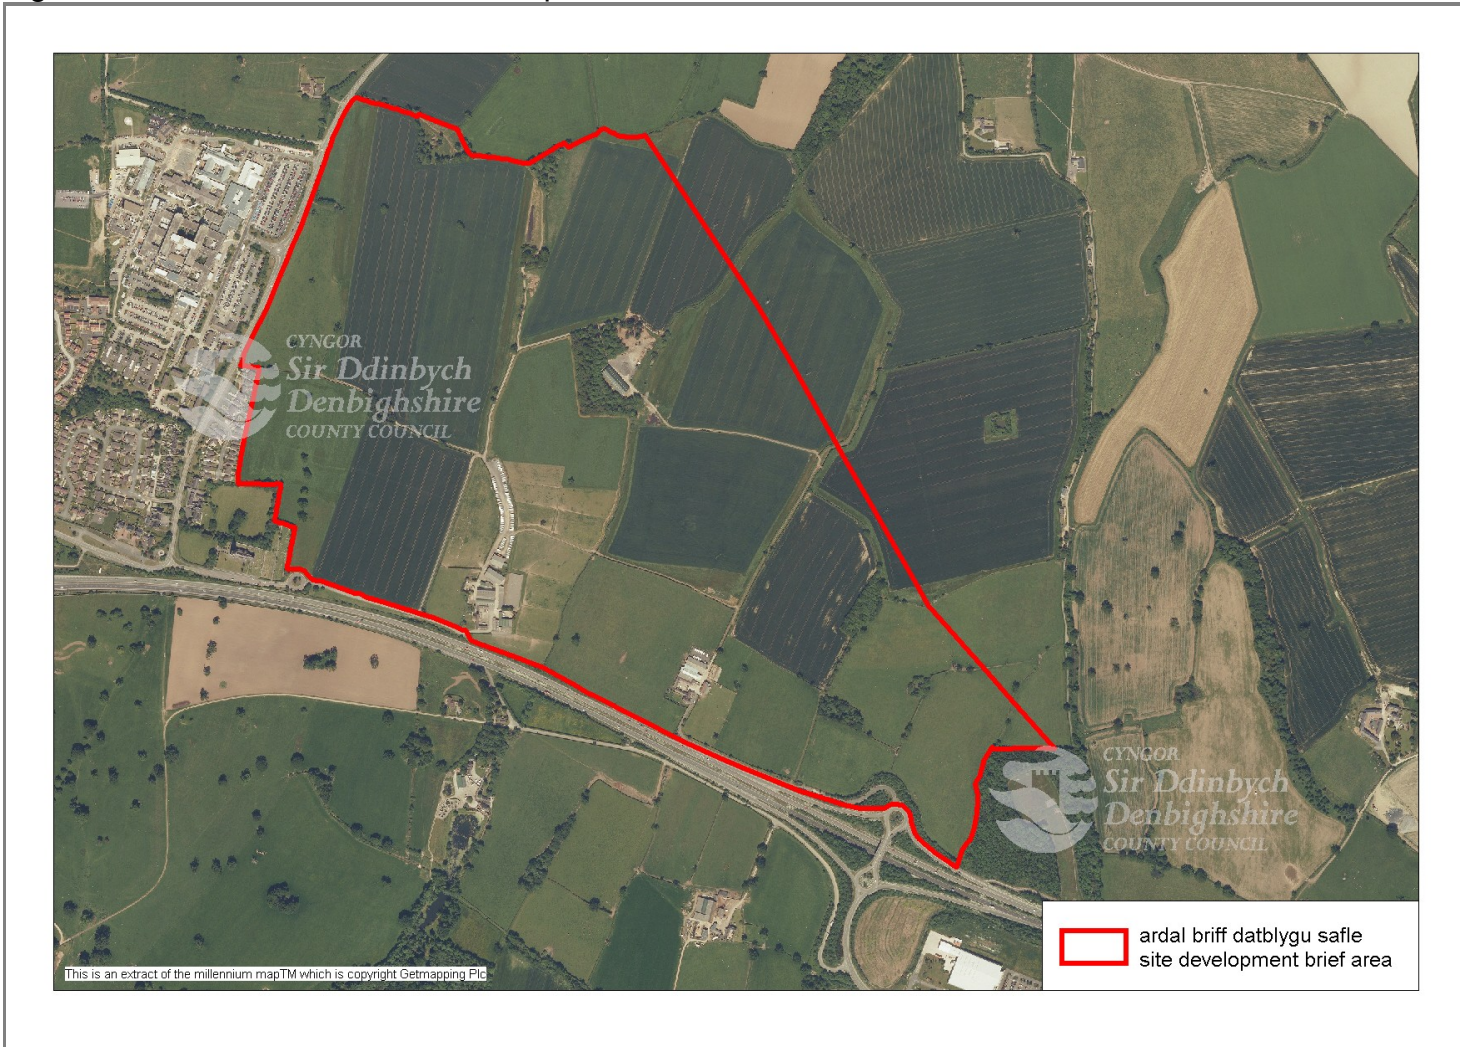 CYNGOR
Sir Ddinbych
Denbighshire
COUNTY COUNCIL
CYNGOR
Sir Ddinbych
Denbighshire
COUNTY COUNCIL
ardal briff datblygu safle
site development brief area
This is an extract of the millennium mapTM which is copyright Getmapping Plc